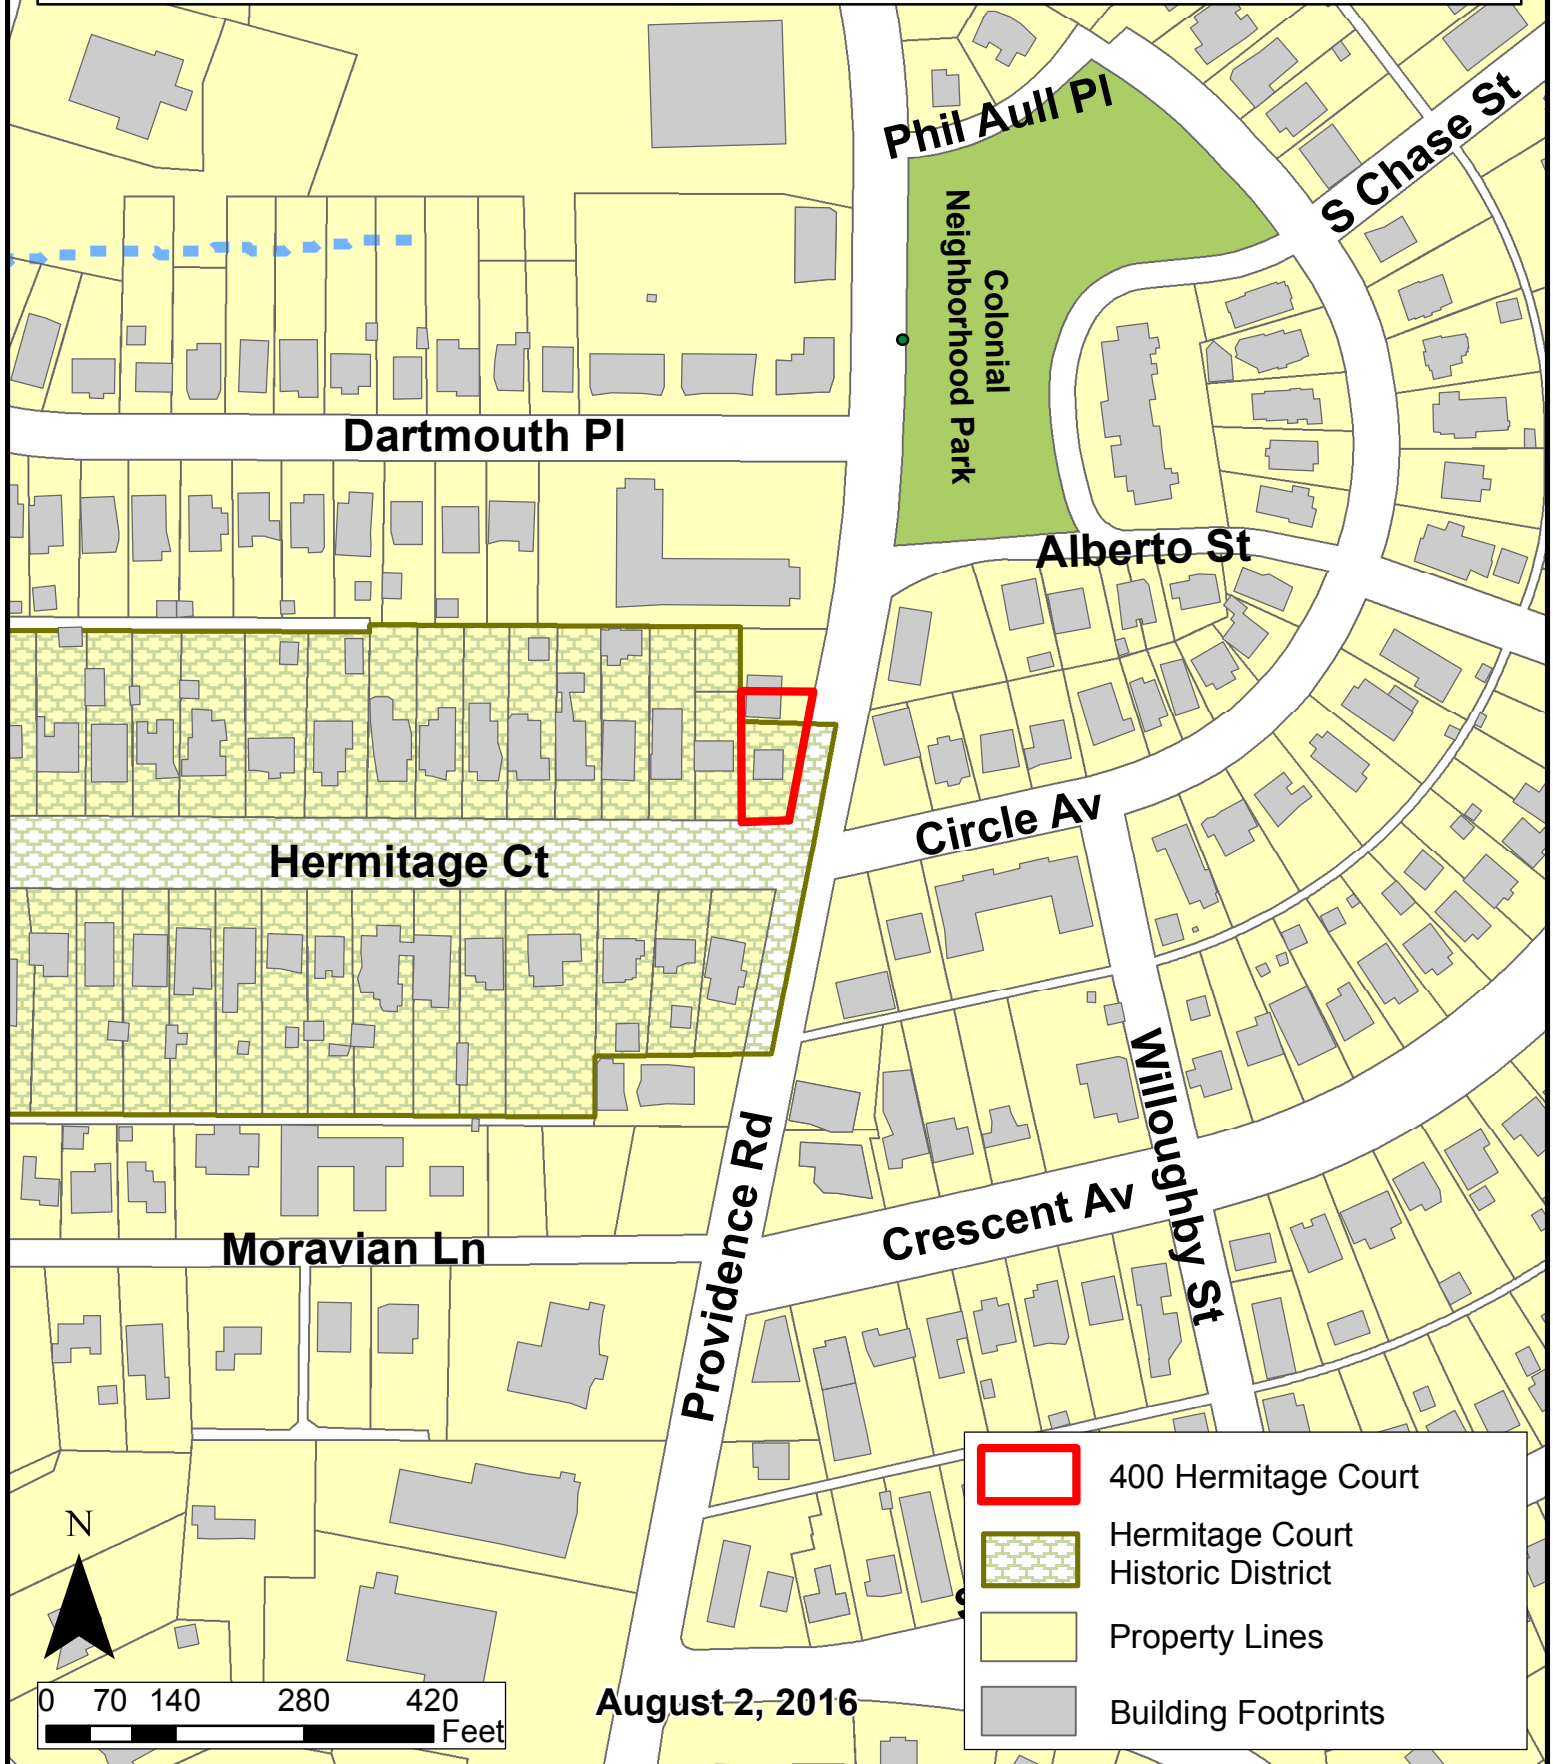 Phil Aull Pl
S Chase St
Colonial
Neighborhood Park
Dartmouth Pl
Alberto St
Circle Av
Hermitage Ct
Willoughby St
Providence Rd
Crescent Av
Moravian Ln
400 Hermitage Court
Hermitage Court
Historic District
Property Lines
Building Footprints
N
0 70 140 280 420
Feet
August 2, 2016